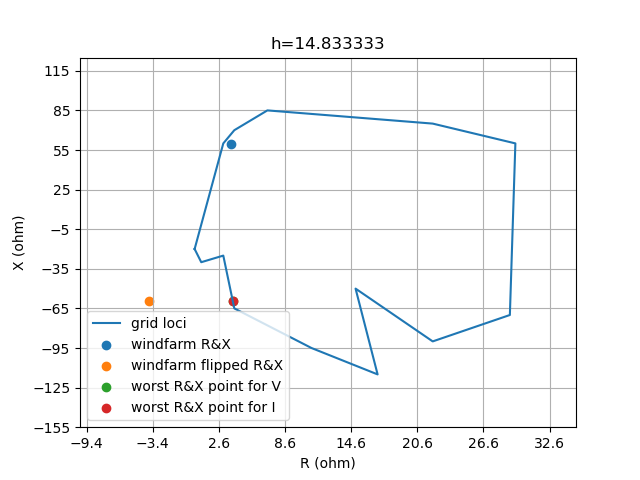 h=14.833333
115
85
55
25
−5
−35
−65
−95
−125
−155
X (ohm)
grid loci
windfarm R&X
windfarm flipped R&X
worst R&X point for V
worst R&X point for I
−9.4 −3.4 2.6 8.6 14.6 20.6 26.6 32.6
R (ohm)